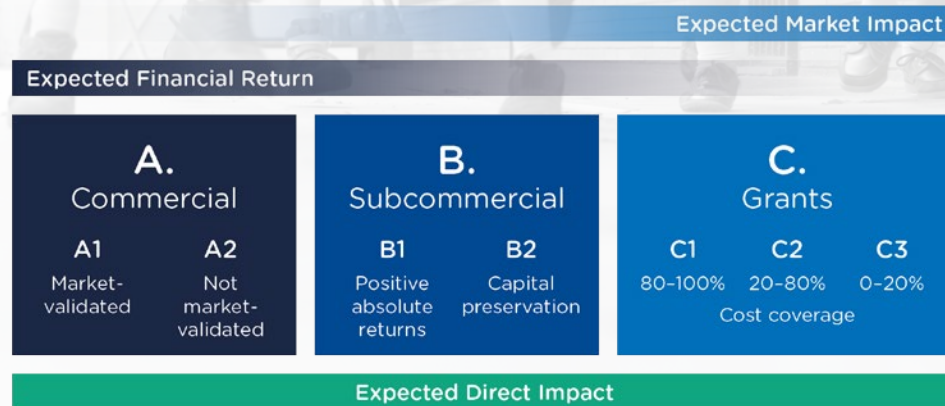 Expected Market Impact
Expected Financial Return
A.
Commercial
A1
Market-
validated
A2
Not
market-
validated
B.
Subcommercial
B1
Positive
absolute
returns
B2
Capital
preservation
C.
Grants
C1
80–100%
C2
20–80%
C3
0–20%
Cost coverage
Expected Direct Impact